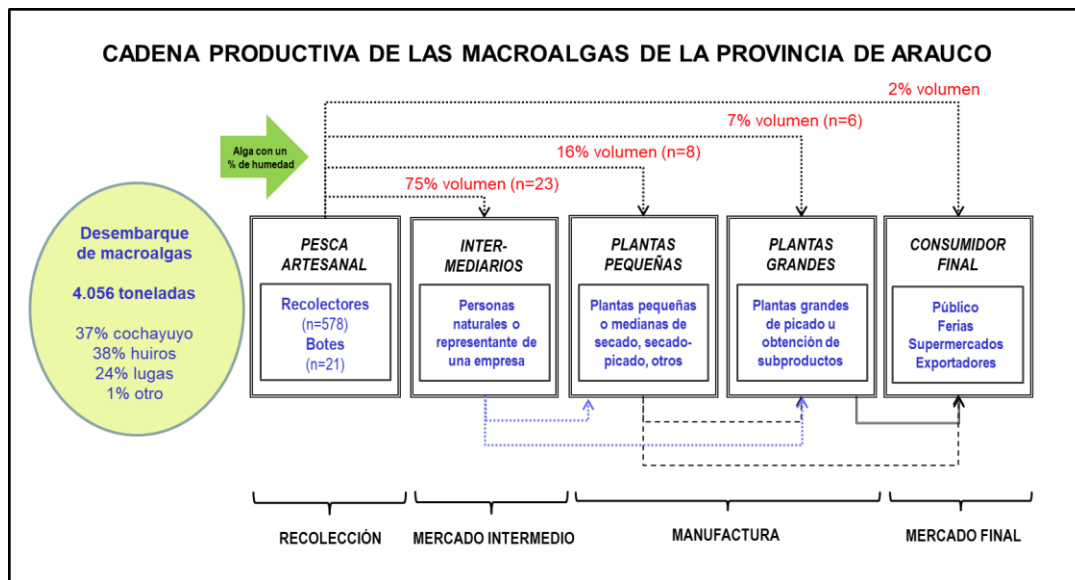 CADENA PRODUCTIVA DE LAS MACROALGAS DE LA PROVINCIA DE ARAUCO
2% volumen
7% volumen (n=6)
16% volumen (n=8)
75% volumen (n=23)
Alga con un
% de humedad
Desembarque
de macroalgas
4.056 toneladas
37% cochayuyo
38% huiros
24% lugas
1% otro
PESCA
ARTESANAL
Recolectores
(n=578)
Botes
(n=21)
INTER-
MEDIARIOS
Personas
naturales o
representante de
una empresa
PLANTAS
PEQUEÑAS
Plantas pequeñas
o medianas de
secado, secado-
picado, otros
PLANTAS
GRANDES
Plantas grandes
de picado u
obtención de
subproductos
CONSUMIDOR
FINAL
Público
Ferias
Supermercados
Exportadores
RECOLECCIÓN
MERCADO INTERMEDIO
MANUFACTURA
MERCADO FINAL